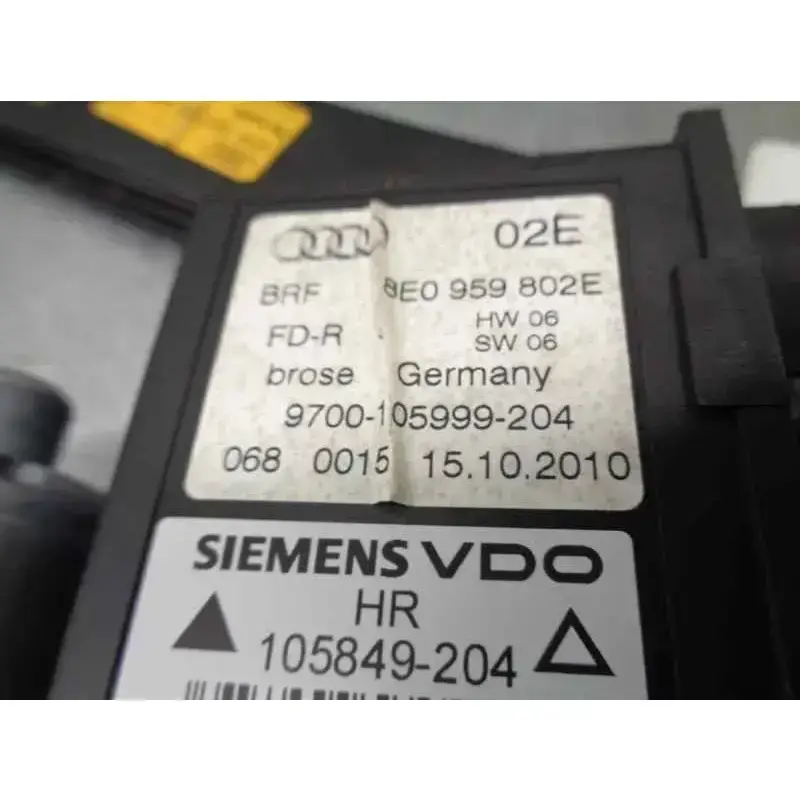 02E
BRF 8E0 959 802E
FD-R HW 06
SW 06
brose Germany
9700-105999-204
068 0015 15.10.2010
SIEMENS VDO
HR
105849-204